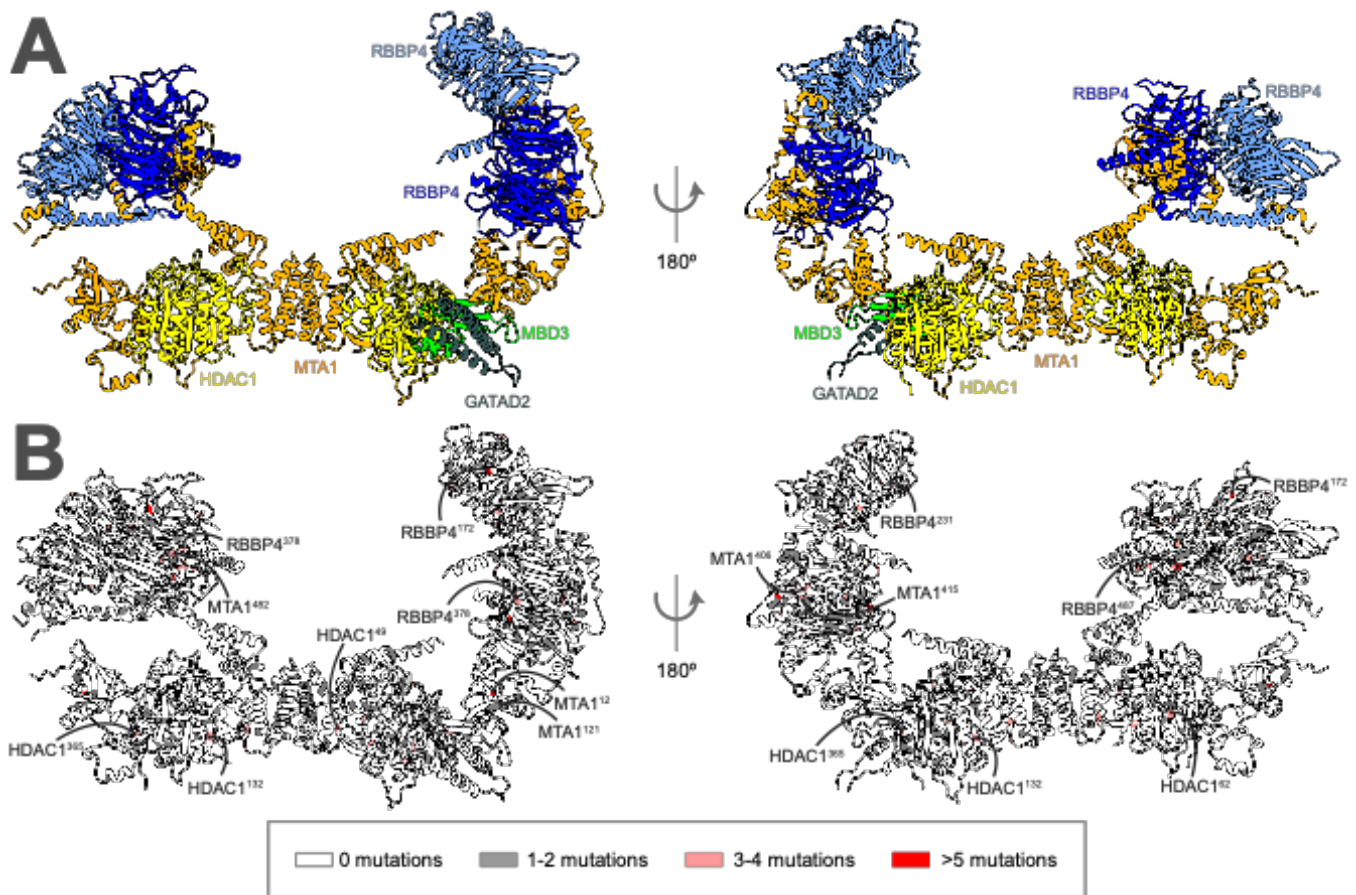 A
RBBP4
RBBP4
RBBP4
RBBP4
RBBP4
180º
MBD3
MBD3
HDAC1
MTA1
GATAD2
GATAD2
HDAC1
MTA1
B
RBBP4¹⁷²
RBBP4¹⁷²
RBBP4²³¹
RBBP4³⁷⁸
MTA1⁴⁰⁶
MTA1⁴¹⁵
MTA1⁴⁸²
RBBP4³⁷⁶
RBBP4⁴⁶⁷
HDAC1⁴⁹
180º
MTA1¹²
MTA1¹²¹
HDAC1³⁶⁵
HDAC1³⁶⁵
HDAC1¹³²
HDAC1¹³²
HDAC1⁶²
0 mutations
1-2 mutations
3-4 mutations
>5 mutations